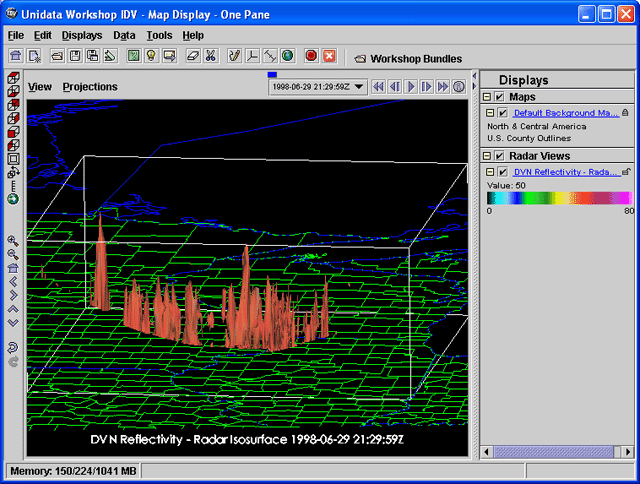 Unidata Workshop IDV - Map Display - One Pane
File Edit Displays Data Tools Help
Workshop Bundles
View Projections
1998-06-29 21:29:59Z
Displays
Maps
Default Background Ma...
North & Central America
U.S. County Outlines
Radar Views
DVN Reflectivity - Rada...
Value: 50
0 80
DVN Reflectivity - Radar Isosurface 1998-06-29 21:29:59Z
Memory: 150/224/1041 MB